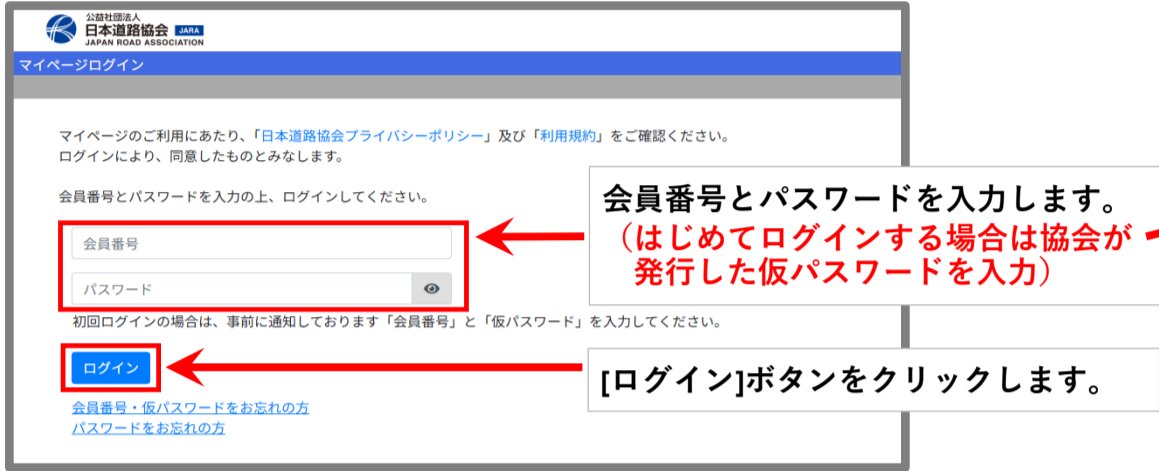 公益社団法人
日本道路協会 JARA
JAPAN ROAD ASSOCIATION
マイページログイン
マイページのご利用にあたり、「日本道路協会プライバシーポリシー」及び「利用規約」をご確認ください。
ログインにより、同意したものとみなします。
会員番号とパスワードを入力の上、ログインしてください。
会員番号
パスワード
初回ログインの場合は、事前に通知しております「会員番号」と「仮パスワード」を入力してください。
ログイン
会員番号・仮パスワードをお忘れの方
パスワードをお忘れの方
会員番号とパスワードを入力します。
（はじめてログインする場合は協会が
発行した仮パスワードを入力）
[ログイン]ボタンをクリックします。